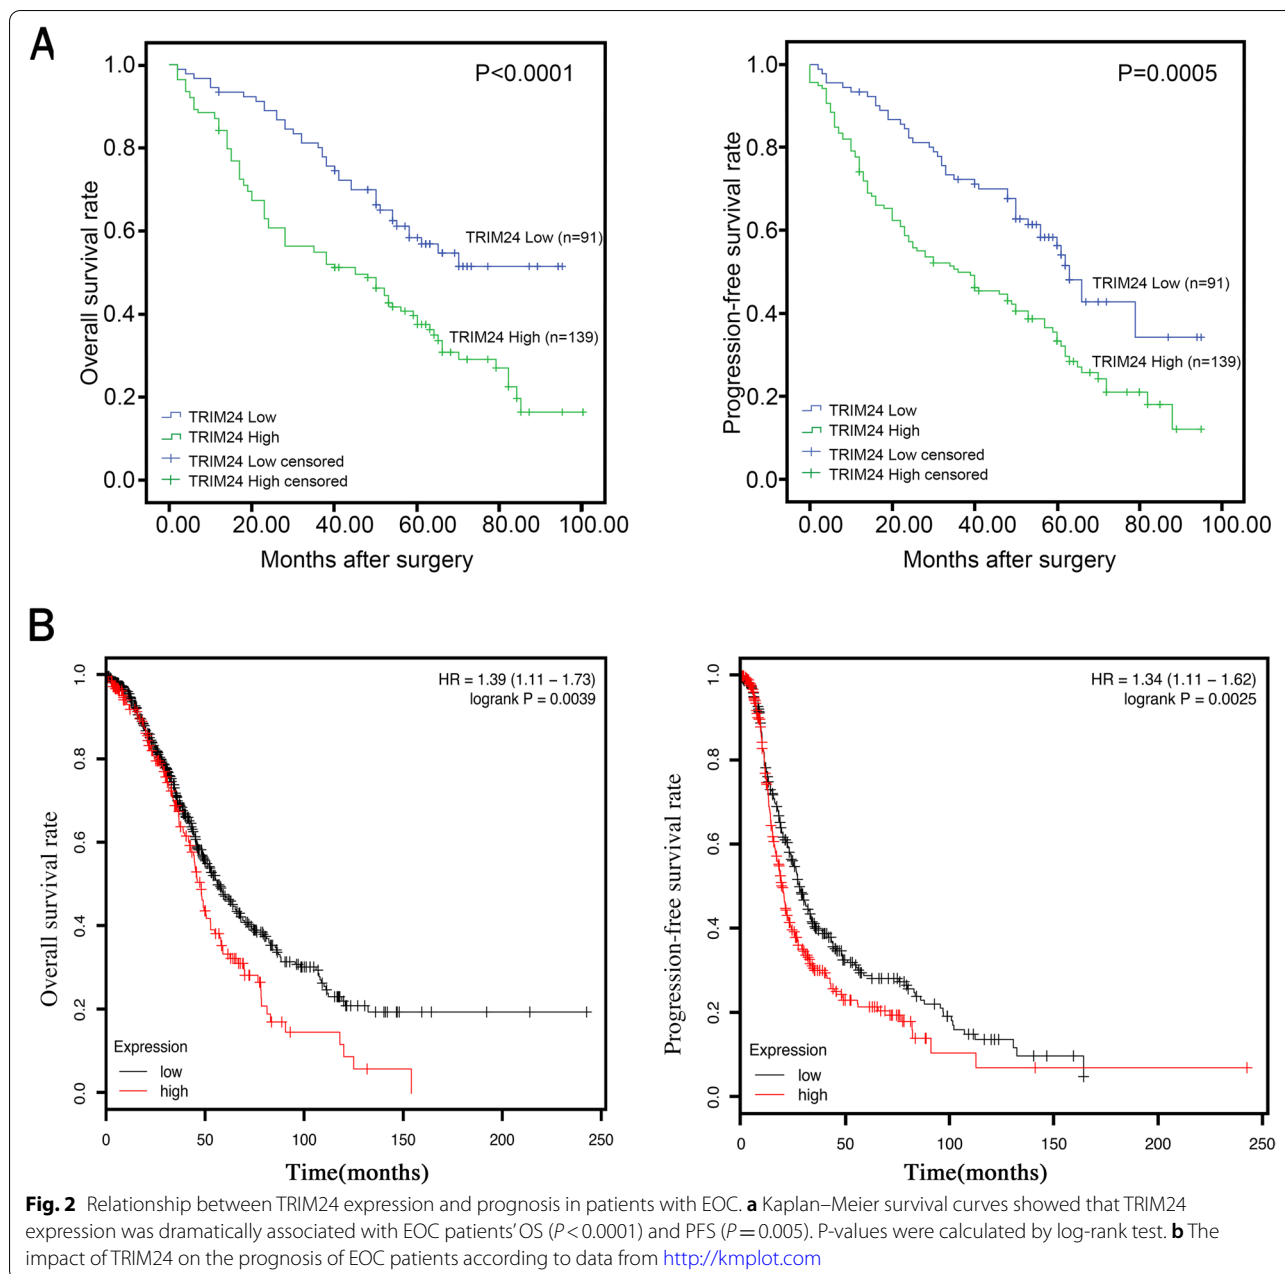 A
1.0
0.8
0.6
0.4
0.2
0.0
Overall survival rate
P<0.0001
TRIM24 Low (n=91)
TRIM24 High (n=139)
TRIM24 Low
TRIM24 High
TRIM24 Low censored
TRIM24 High censored
0.00 20.00 40.00 60.00 80.00 100.00
Months after surgery
1.0
0.8
0.6
0.4
0.2
0.0
Progression-free survival rate
P=0.0005
TRIM24 Low (n=91)
TRIM24 High (n=139)
TRIM24 Low
TRIM24 High
TRIM24 Low censored
TRIM24 High censored
0.00 20.00 40.00 60.00 80.00 100.00
Months after surgery
B
1.0
0.8
0.6
0.4
0.2
0.0
Overall survival rate
HR = 1.39 (1.11 − 1.73)
logrank P = 0.0039
Expression
low
high
0 50 100 150 200 250
Time(months)
1.0
0.8
0.6
0.4
0.2
0.0
Progression-free survival rate
HR = 1.34 (1.11 − 1.62)
logrank P = 0.0025
Expression
low
high
0 50 100 150 200 250
Time(months)
Fig. 2 Relationship between TRIM24 expression and prognosis in patients with EOC. a Kaplan–Meier survival curves showed that TRIM24
expression was dramatically associated with EOC patients' OS (P < 0.0001) and PFS (P = 0.005). P-values were calculated by log-rank test. b The
impact of TRIM24 on the prognosis of EOC patients according to data from http://kmplot.com